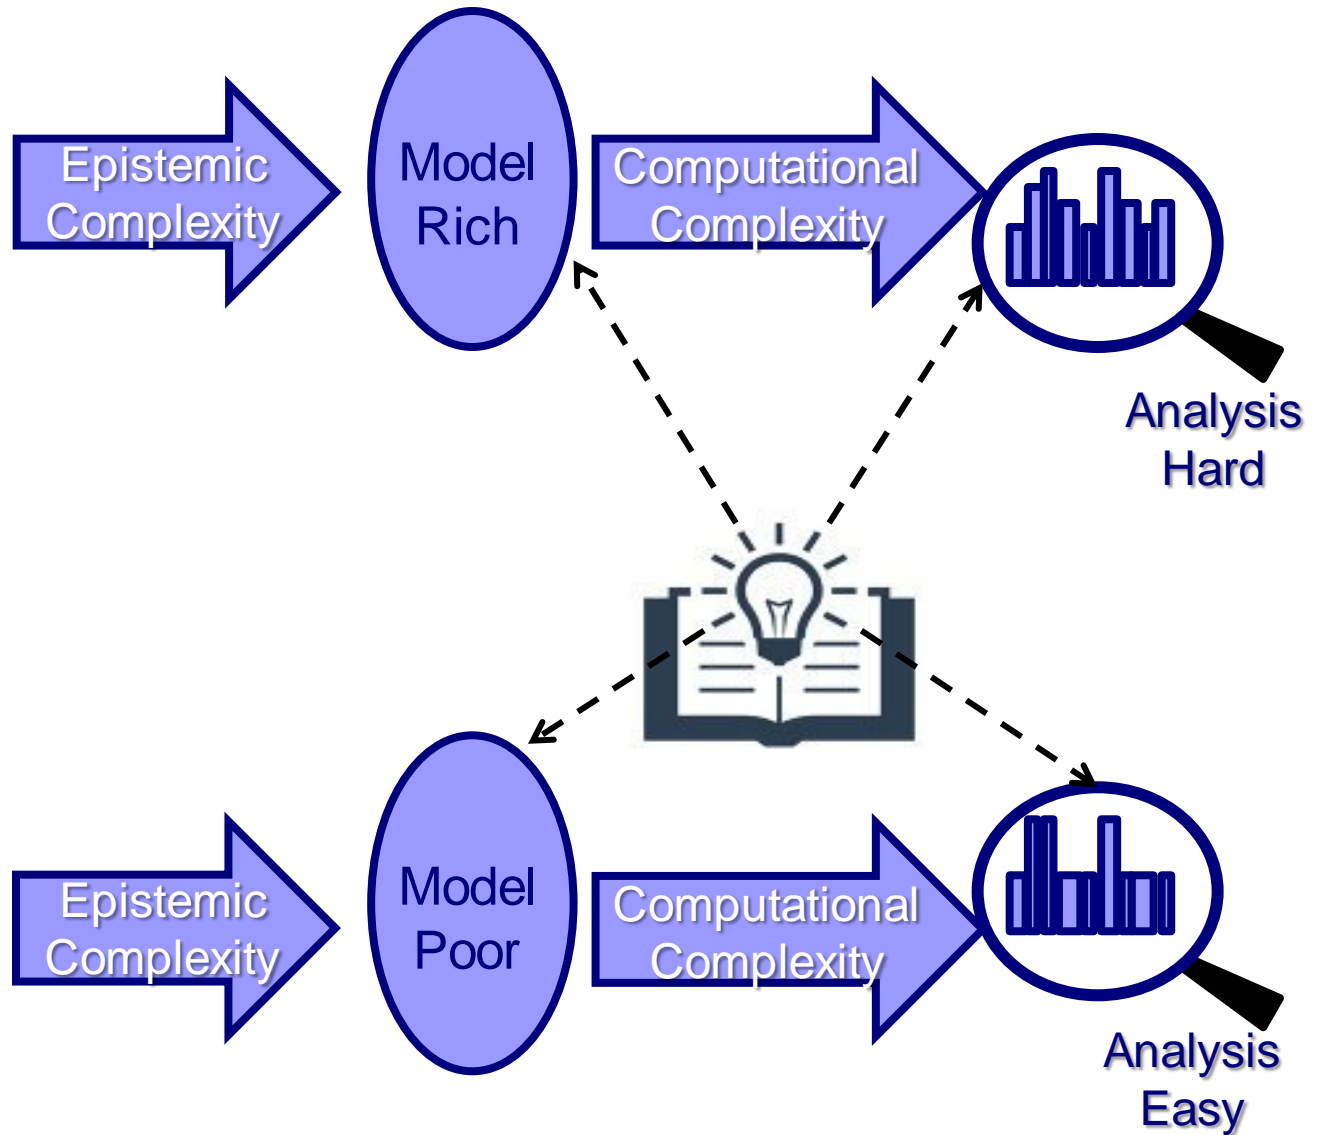 Epistemic
Complexity
Model
Rich
Computational
Complexity
Analysis
Hard
Epistemic
Complexity
Model
Poor
Computational
Complexity
Analysis
Easy